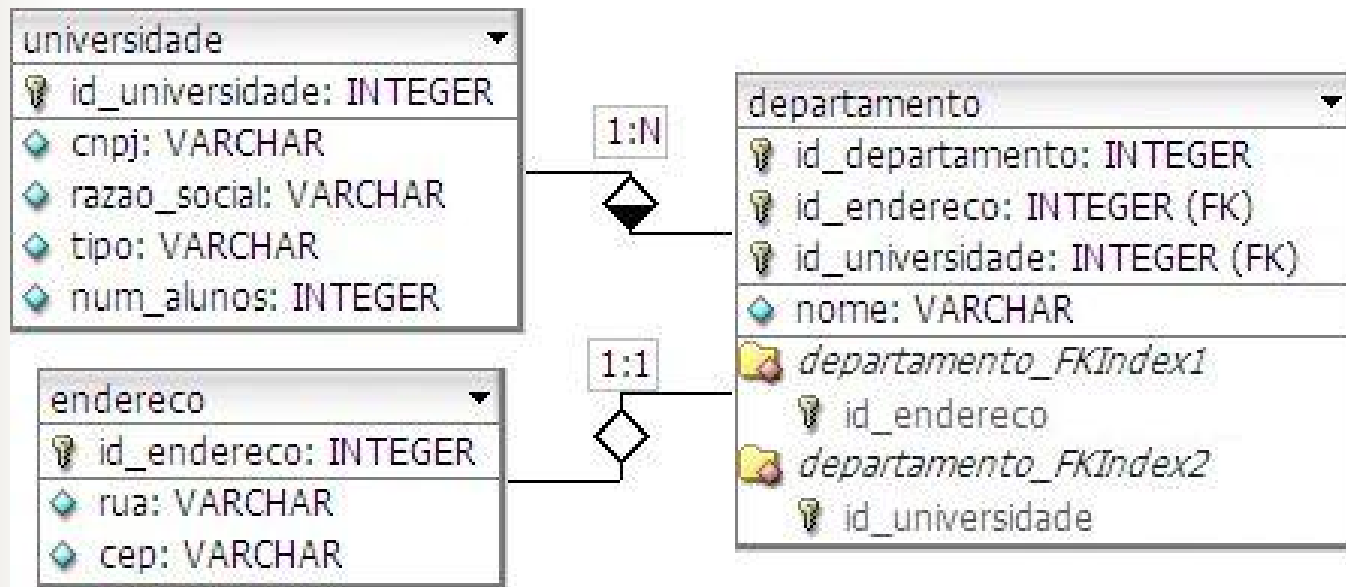 universidade
id_universidade: INTEGER
cnpj: VARCHAR
razao_social: VARCHAR
tipo: VARCHAR
num_alunos: INTEGER
1:N
departamento
id_departamento: INTEGER
id_endereco: INTEGER (FK)
id_universidade: INTEGER (FK)
nome: VARCHAR
departamento_FKIndex1
id_endereco
departamento_FKIndex2
id_universidade
1:1
endereco
id_endereco: INTEGER
rua: VARCHAR
cep: VARCHAR